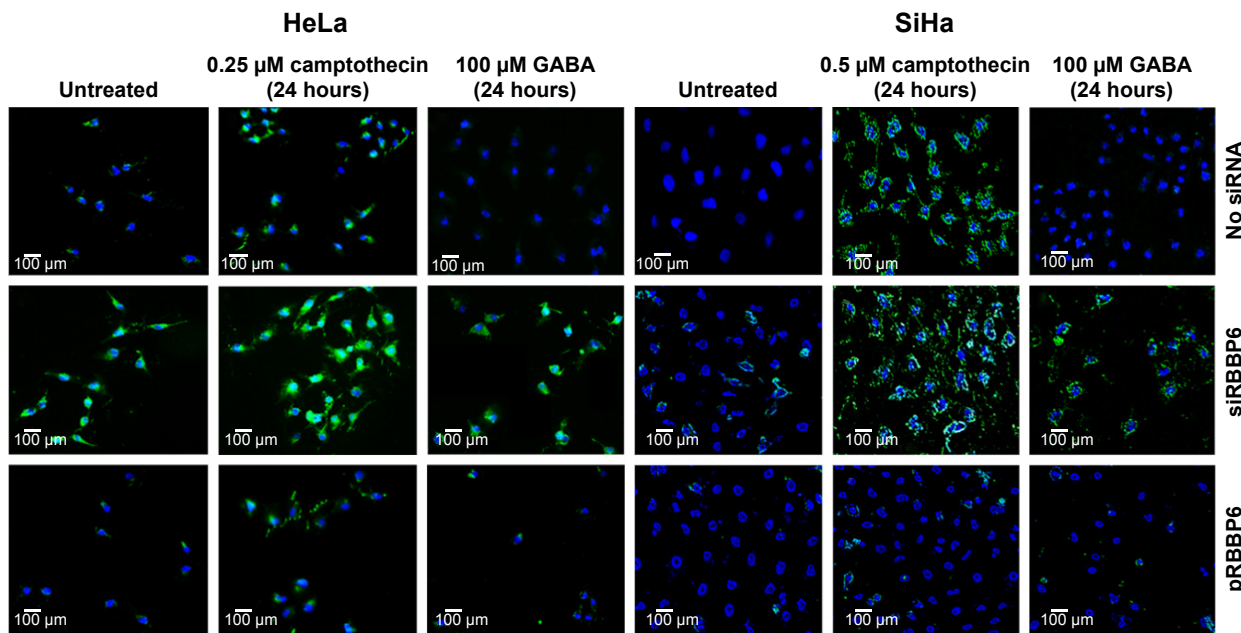 HeLa
SiHa
Untreated
0.25 µM camptothecin
(24 hours)
100 µM GABA
(24 hours)
Untreated
0.5 µM camptothecin
(24 hours)
100 µM GABA
(24 hours)
100 µm
100 µm
100 µm
100 µm
100 µm
100 µm
No siRNA
100 µm
100 µm
100 µm
100 µm
100 µm
100 µm
siRBBP6
100 µm
100 µm
100 µm
100 µm
100 µm
100 µm
pRBBP6